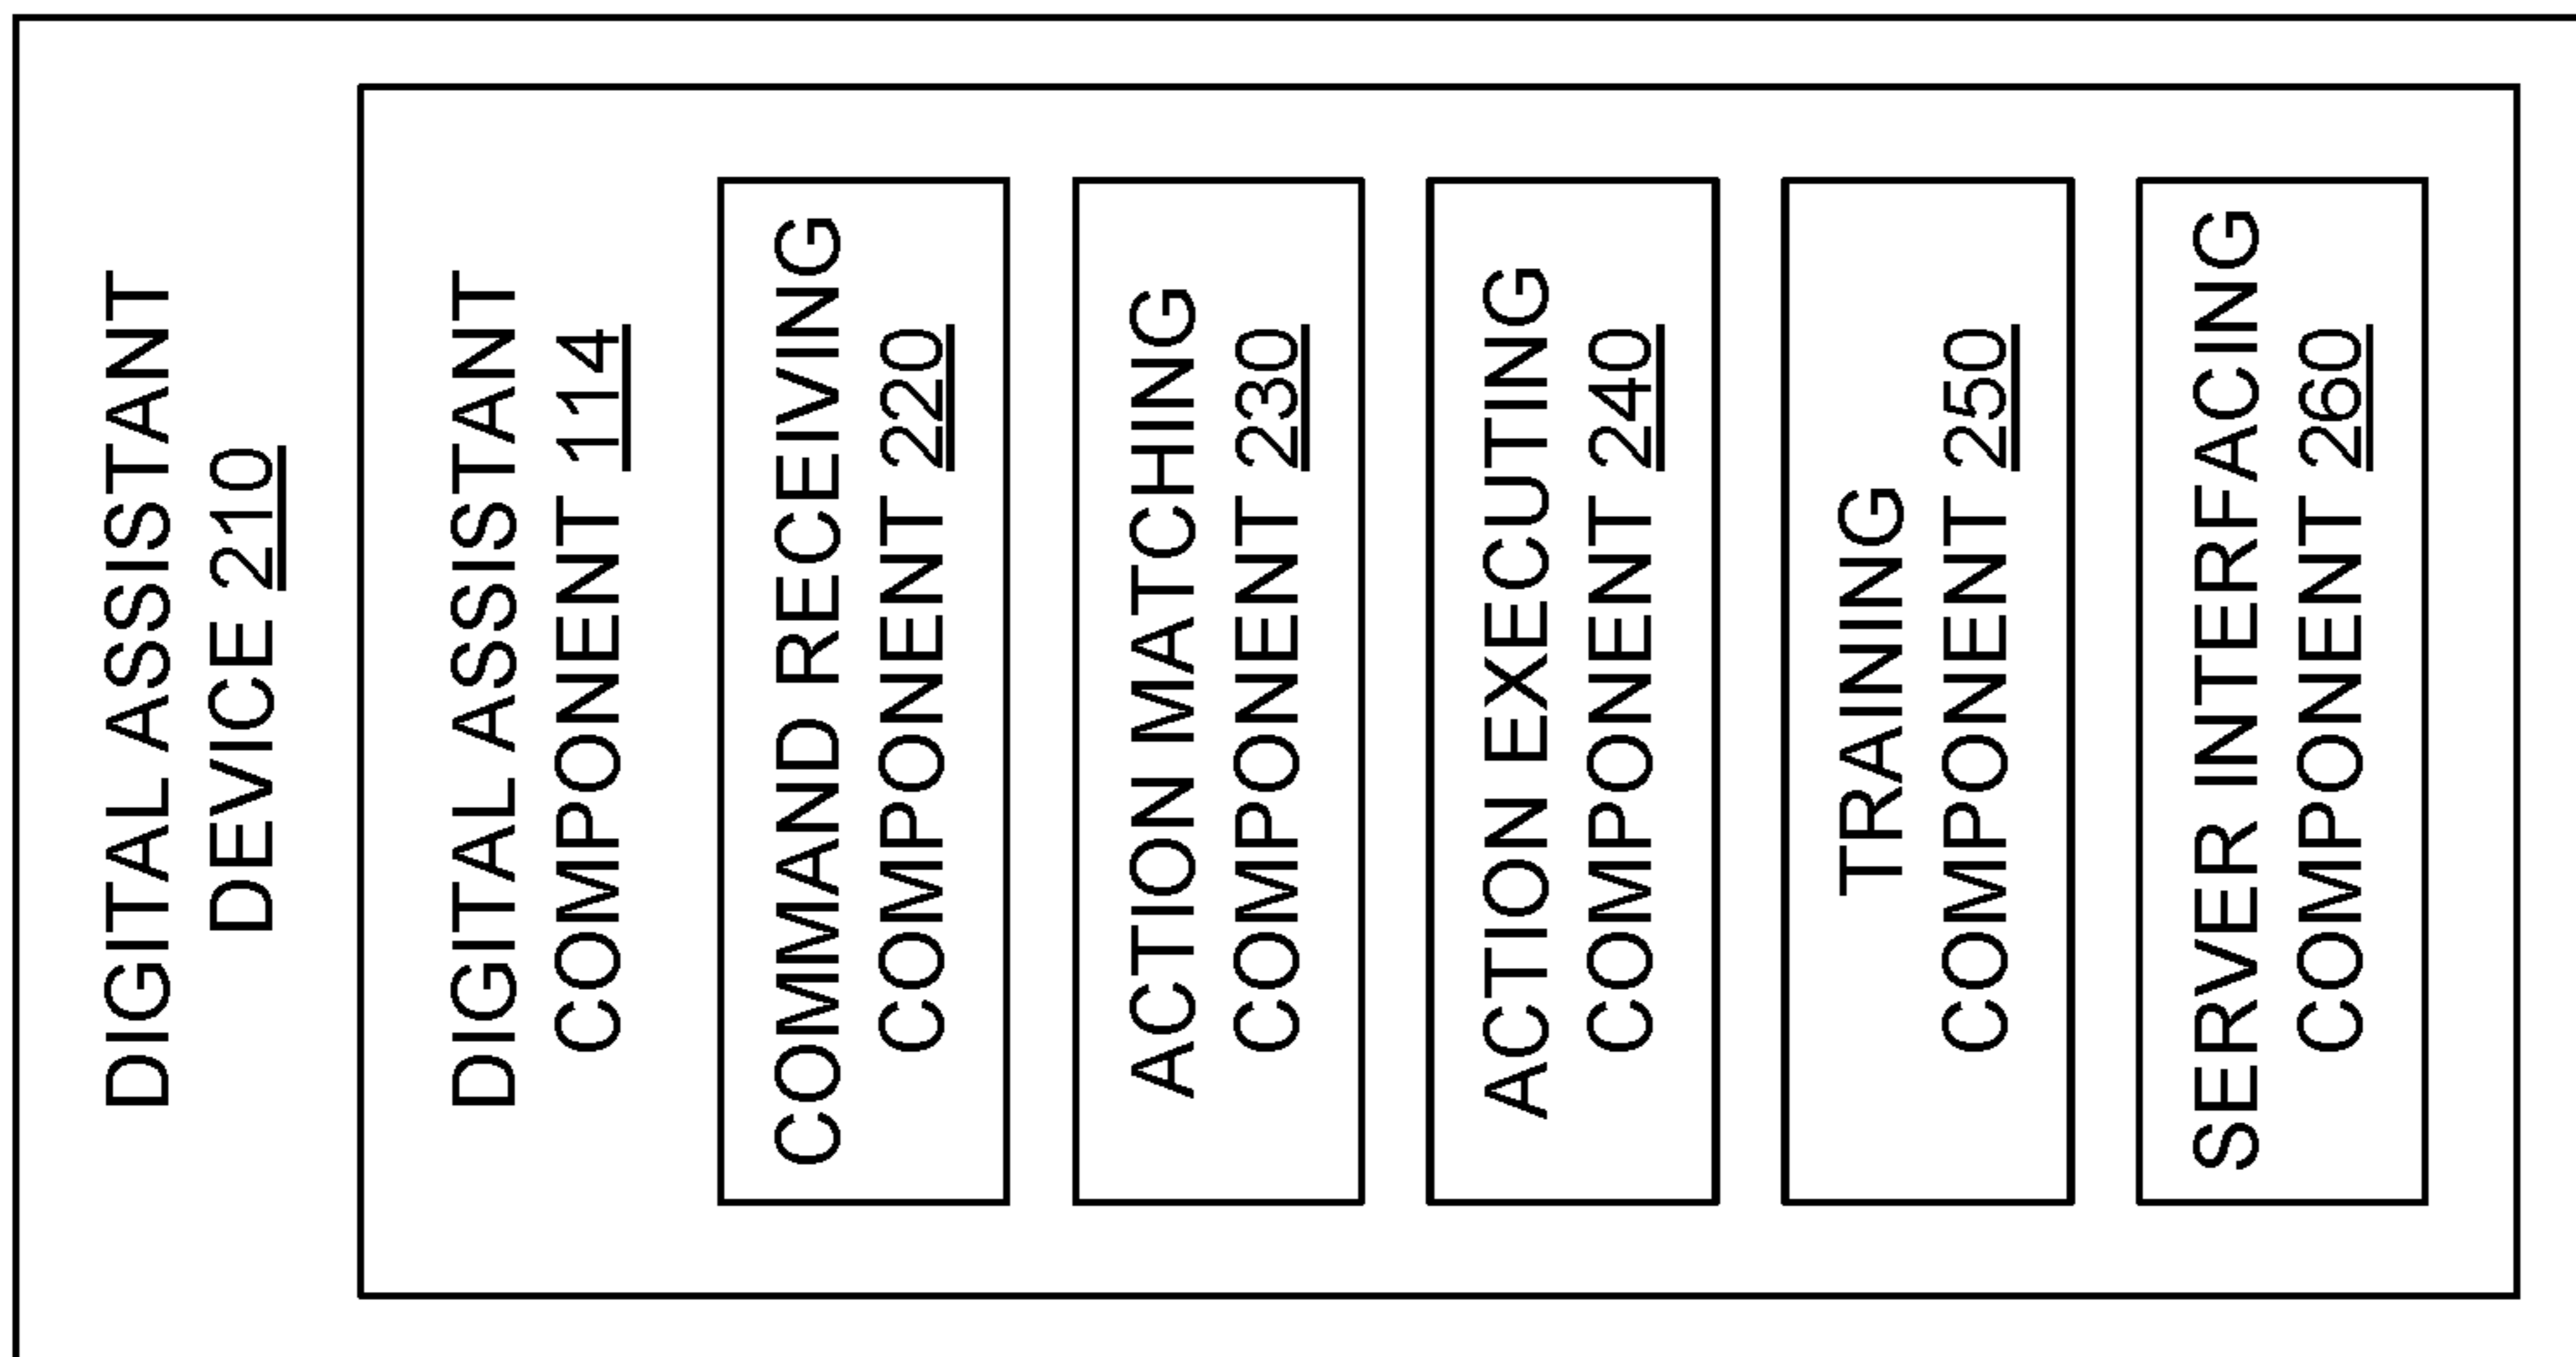 DIGITAL ASSISTANT
DEVICE 210
DIGITAL ASSISTANT
COMPONENT 114
COMMAND RECEIVING
COMPONENT 220
ACTION MATCHING
COMPONENT 230
ACTION EXECUTING
COMPONENT 240
TRAINING
COMPONENT 250
SERVER INTERFACING
COMPONENT 260